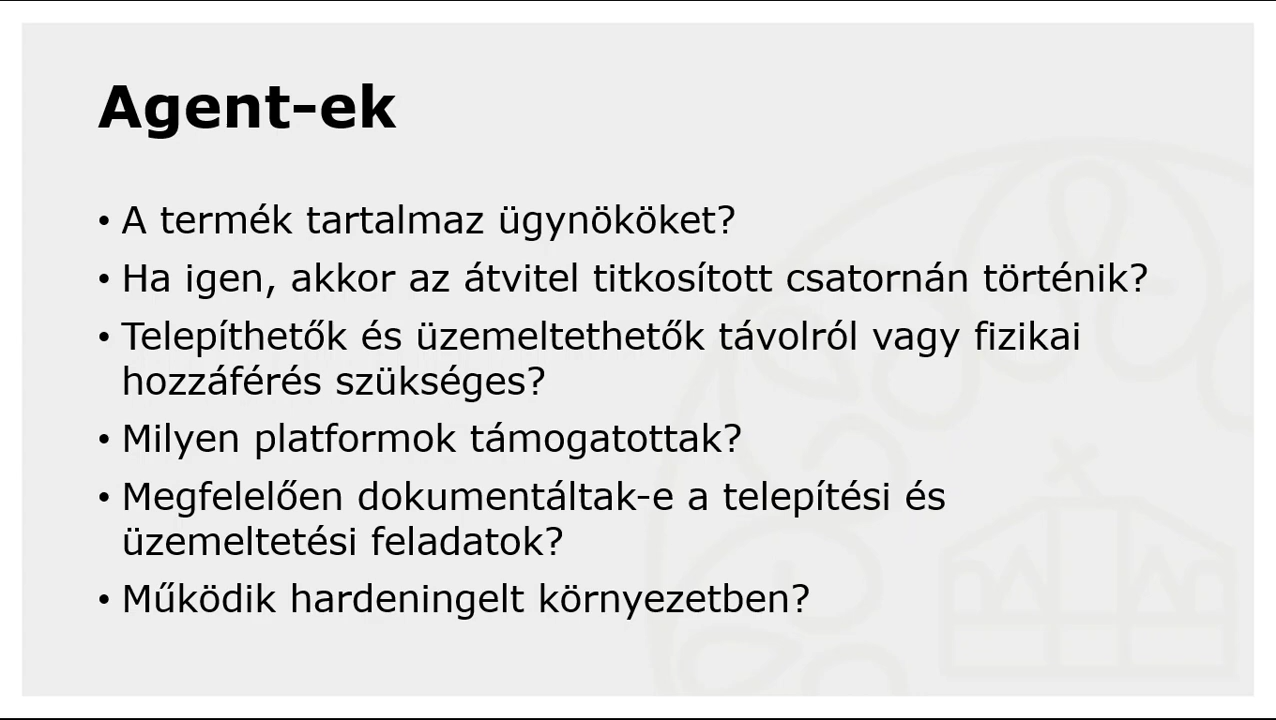 Agent-ek
• A termék tartalmaz ügynököket?
• Ha igen, akkor az átvitel titkosított csatornán történik?
• Telepíthetők és üzemeltethetők távolról vagy fizikai
hozzáférés szükséges?
• Milyen platformok támogatottak?
• Megfelelően dokumentáltak-e a telepítési és
üzemeltetési feladatok?
• Működik hardeningelt környezetben?